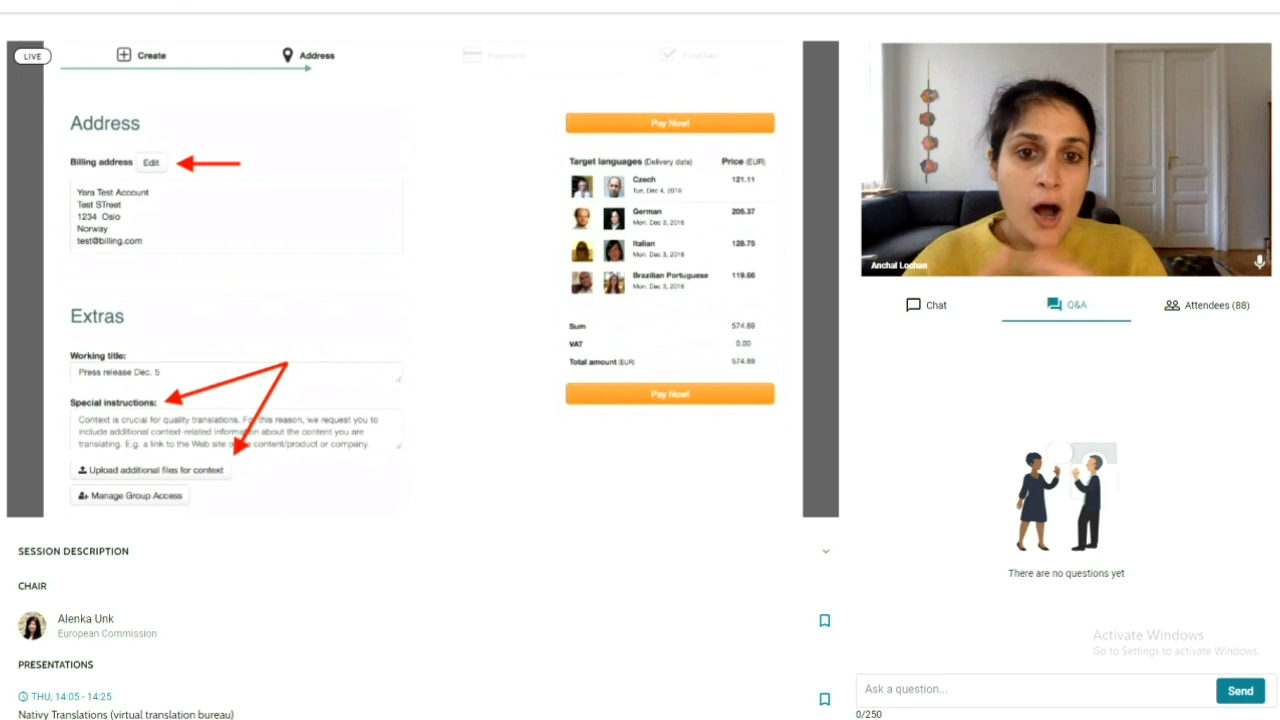 LIVE
Create
Address
Payment
Finished
Address
Billing address Edit
Yara Test Account
Test STreet
1234 Oslo
Norway
test@billing.com
Extras
Working title:
Press release Dec. 5
Special instructions:
Context is crucial for quality translations. For this reason, we request you to
include additional context-related information about the content you are
translating. E.g. a link to the Web site or content/product or company.
Upload additional files for context
Manage Group Access
Pay Now!
Target languages (Delivery date) Price (EUR)
Czech 121.11
Tue, Dec 4, 2018
German 205.37
Mon. Dec 3, 2018
Italian 128.75
Mon. Dec 3, 2018
Brazilian Portuguese 119.66
Mon. Dec 3, 2018
Sum 574.89
VAT 0.00
Total amount (EUR) 574.89
Pay Now!
Anchal Lochan
Chat
Q&A
Attendees (88)
There are no questions yet
Activate Windows
Go to Settings to activate Windows.
Ask a question...
Send
0/250
SESSION DESCRIPTION
CHAIR
Alenka Unk
European Commission
PRESENTATIONS
THU, 14:05 - 14:25
Nativy Translations (virtual translation bureau)